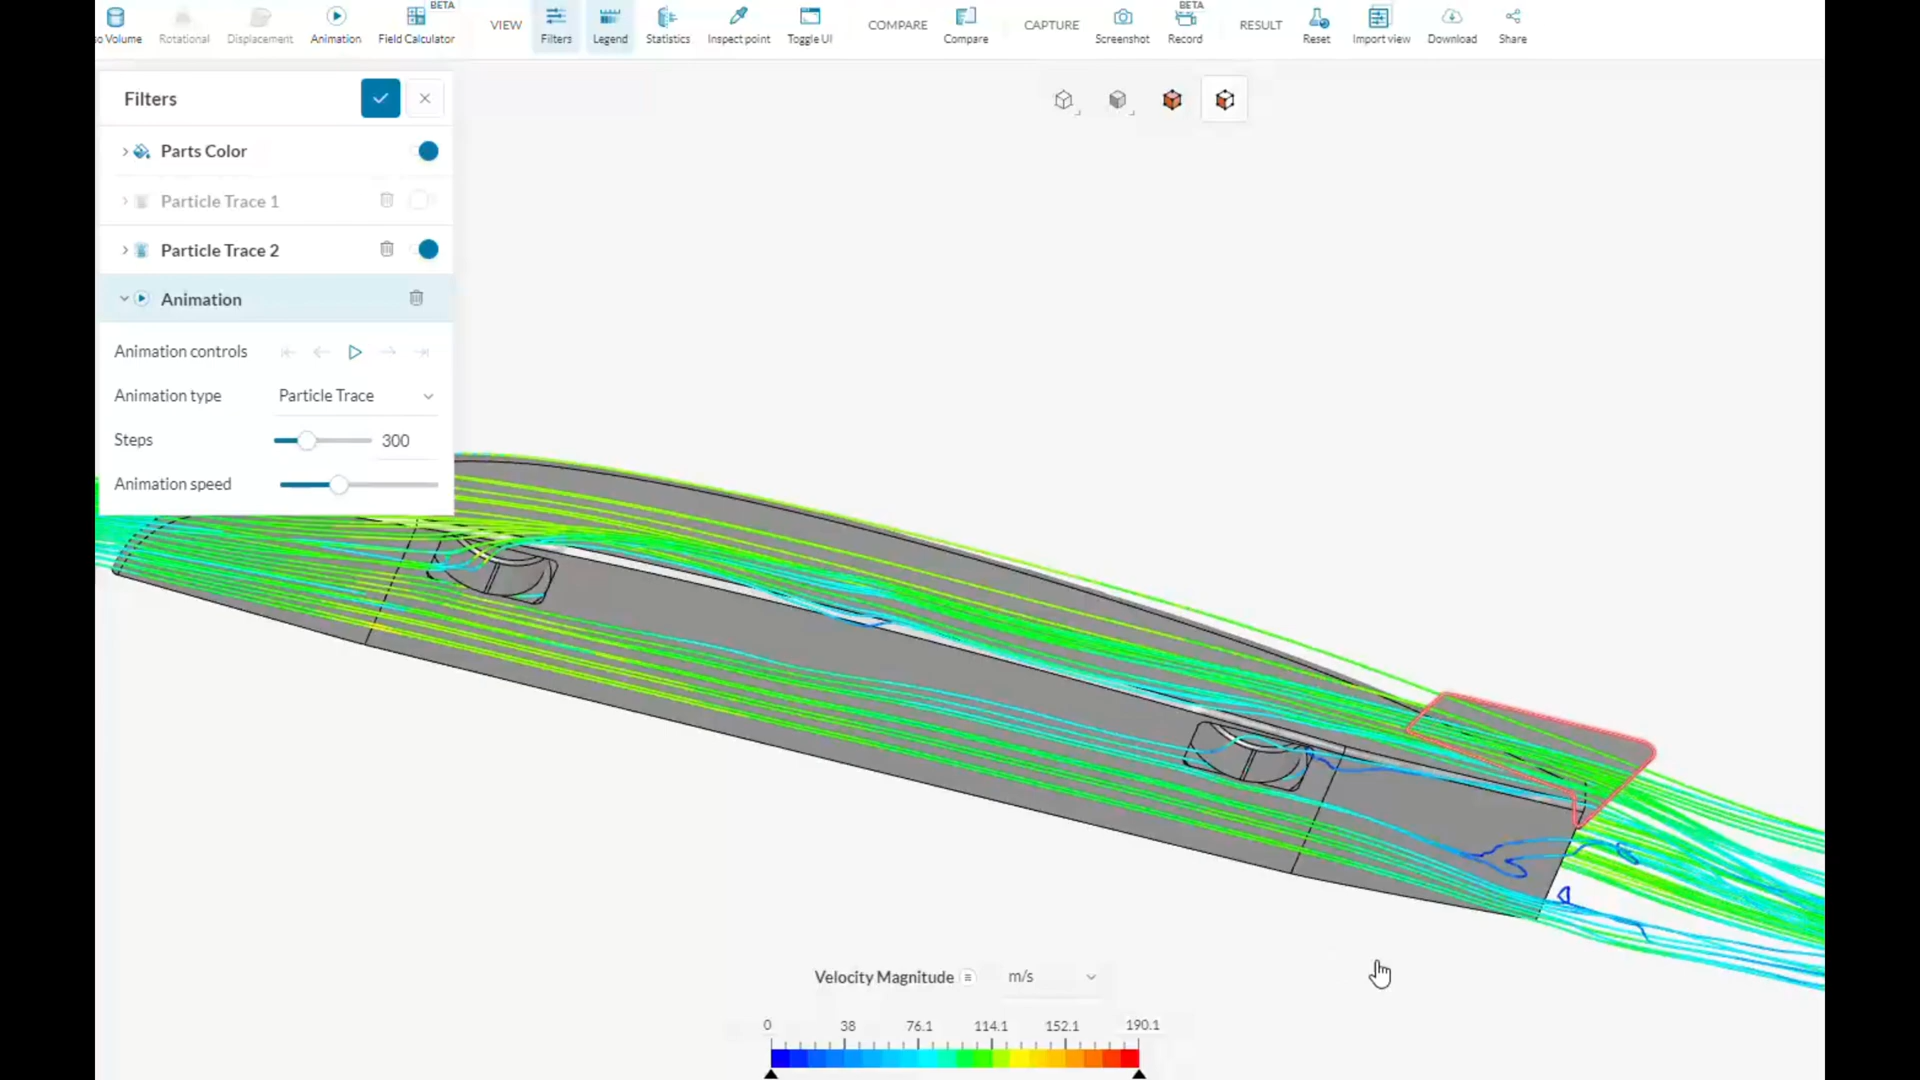 BETA BETA
so Volume Rotational Displacement Animation Field Calculator VIEW Filters Legend Statistics Inspect point Toggle UI COMPARE Compare CAPTURE Screenshot Record RESULT Reset Import view Download Share
Filters
Parts Color
Particle Trace 1
Particle Trace 2
Animation
Animation controls
Animation type Particle Trace
Steps 300
Animation speed
Velocity Magnitude m/s
0 38 76.1 114.1 152.1 190.1